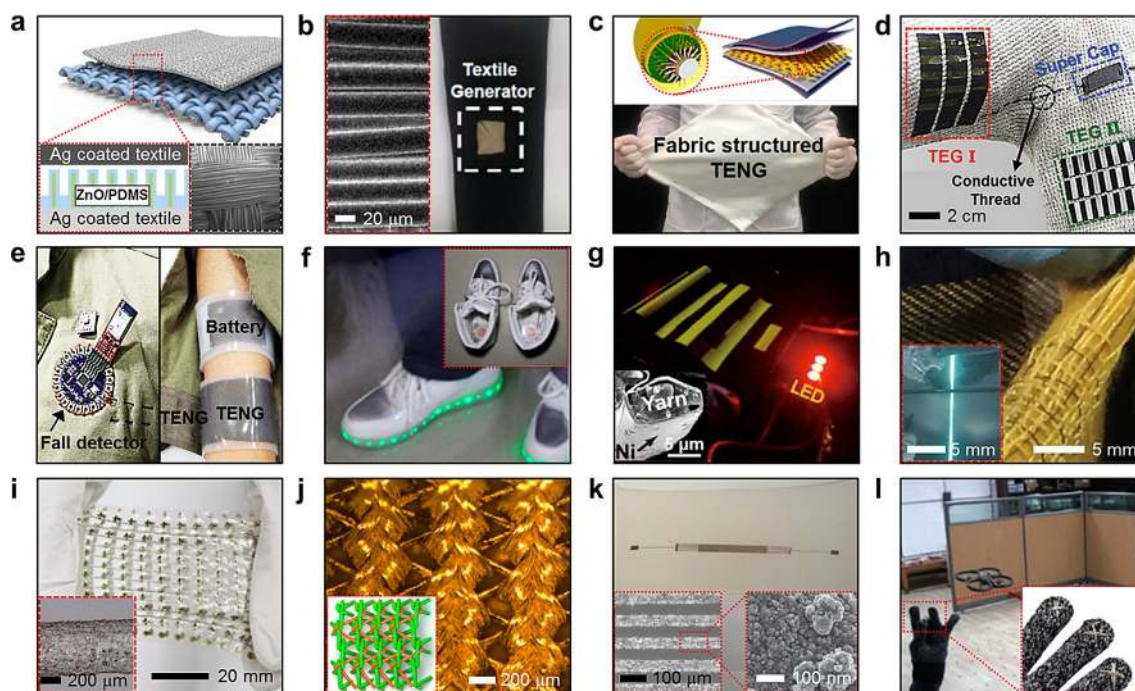 a
Ag coated textile
ZnO/PDMS
Ag coated textile
b
Textile
Generator
20 μm
c
Fabric structured
TENG
d
Super Cap
TEG I
TEG II
Conductive
Thread
2 cm
e
Battery
TENG
TENG
Fall detector
f
g
LED
Yarn
Ni
5 μm
h
5 mm
5 mm
i
200 μm
20 mm
j
200 μm
k
100 μm
100 nm
l